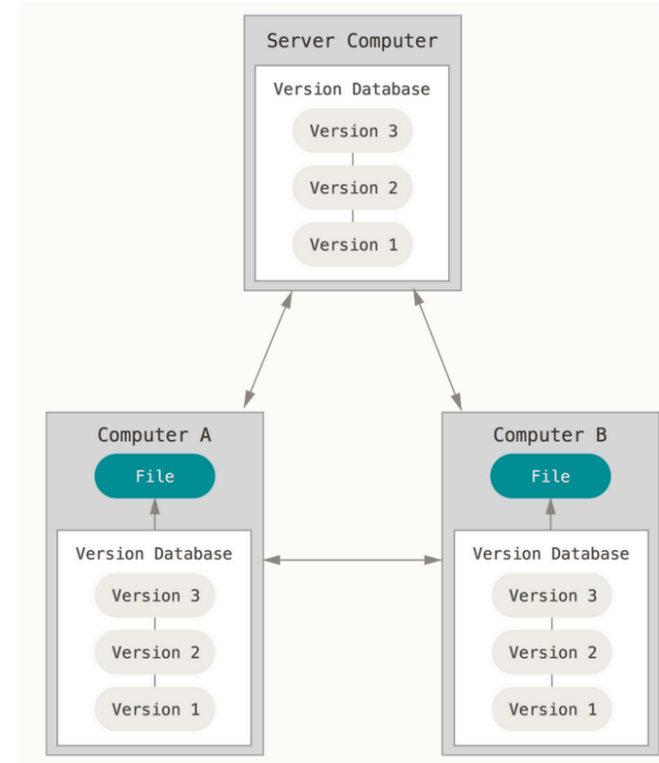 Server Computer
Version Database
Version 3
Version 2
Version 1
Computer A
File
Version Database
Version 3
Version 2
Version 1
Computer B
File
Version Database
Version 3
Version 2
Version 1